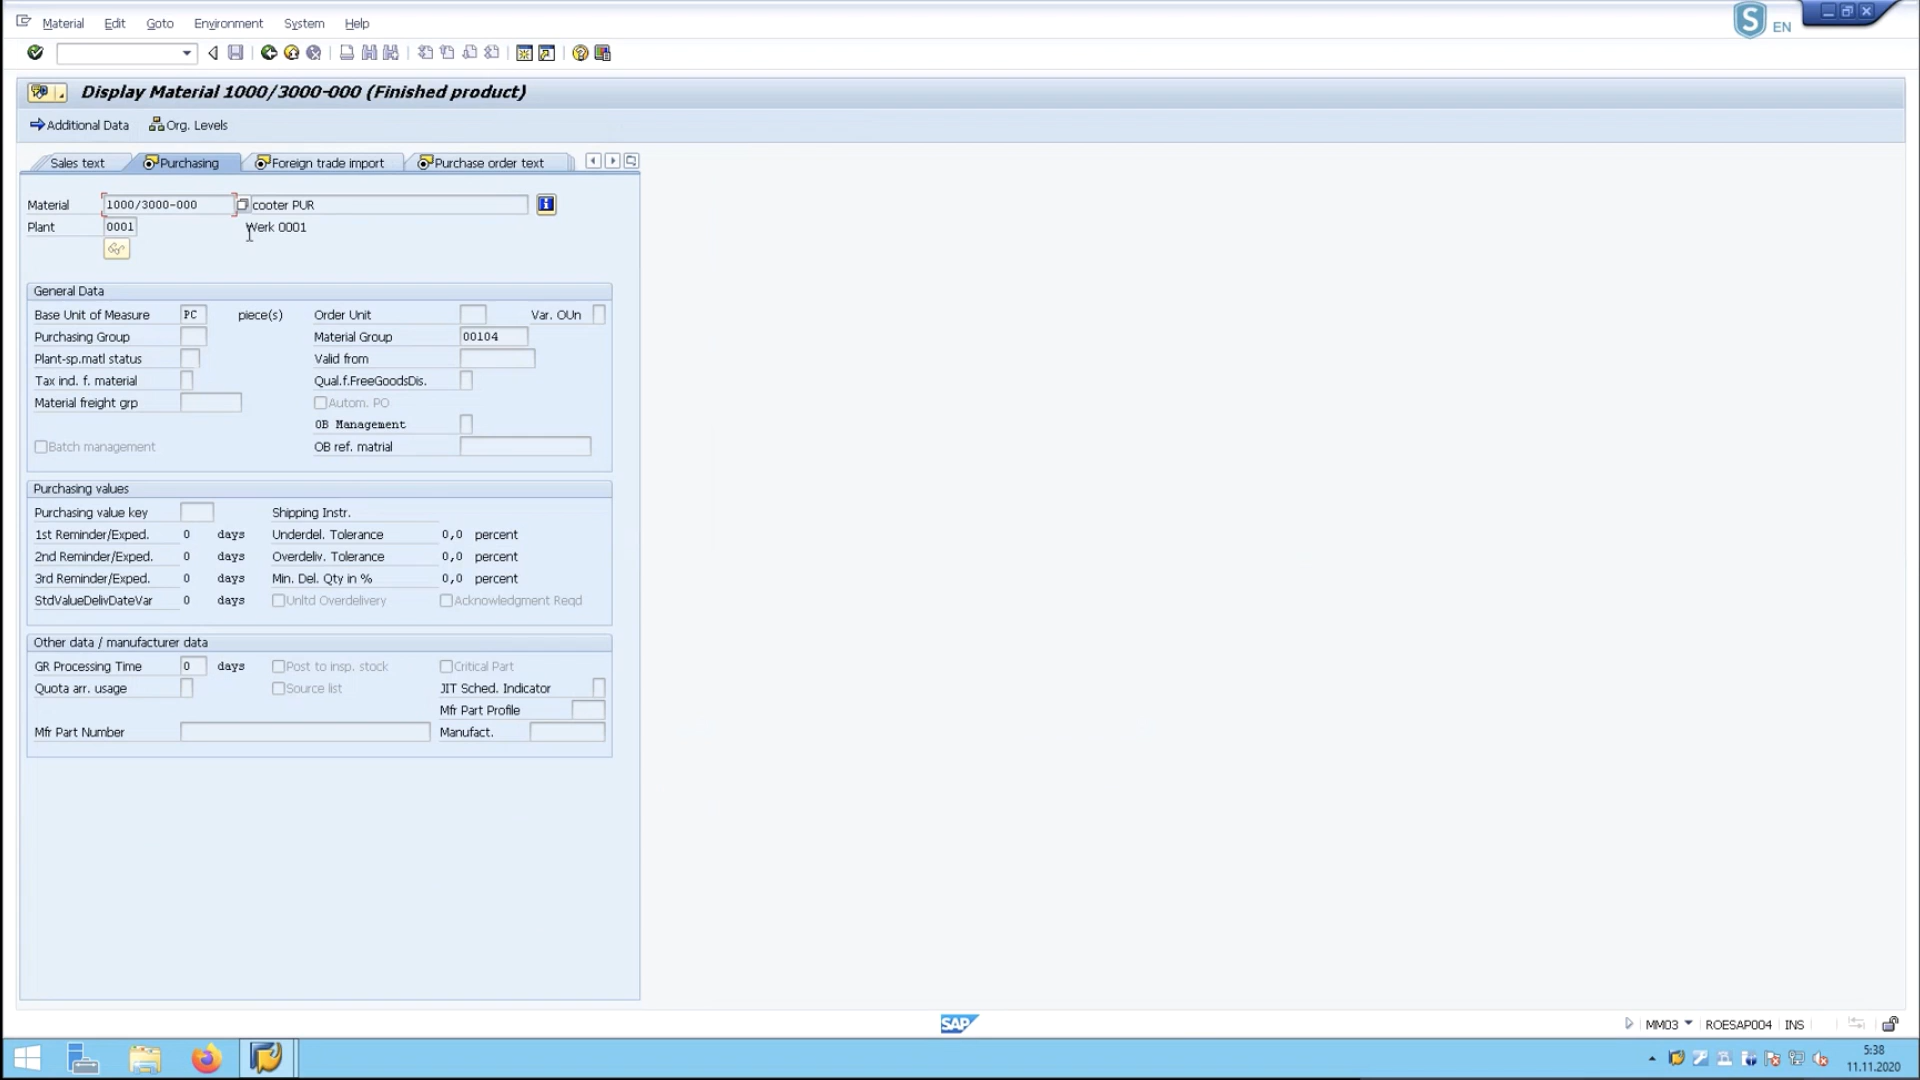 Material Edit Goto Environment System Help
S EN
Display Material 1000/3000-000 (Finished product)
Additional Data Org. Levels
Sales text Purchasing Foreign trade import Purchase order text
Material 1000/3000-000 cooter PUR
Plant 0001 Werk 0001
General Data
Base Unit of Measure PC piece(s) Order Unit Var. OUn
Purchasing Group Material Group 00104
Plant-sp.matl status Valid from
Tax ind. f. material Qual.f.FreeGoodsDis.
Material freight grp Autom. PO
OB Management
Batch management OB ref. matrial
Purchasing values
Purchasing value key Shipping Instr.
1st Reminder/Exped. 0 days Underdel. Tolerance 0,0 percent
2nd Reminder/Exped. 0 days Overdeliv. Tolerance 0,0 percent
3rd Reminder/Exped. 0 days Min. Del. Qty in % 0,0 percent
StdValueDelivDateVar 0 days Unltd Overdelivery Acknowledgment Reqd
Other data / manufacturer data
GR Processing Time 0 days Post to insp. stock Critical Part
Quota arr. usage Source list JIT Sched. Indicator
Mfr Part Profile
Mfr Part Number Manufact.
SAP MM03 ROESAP004 INS
5:38
11.11.2020